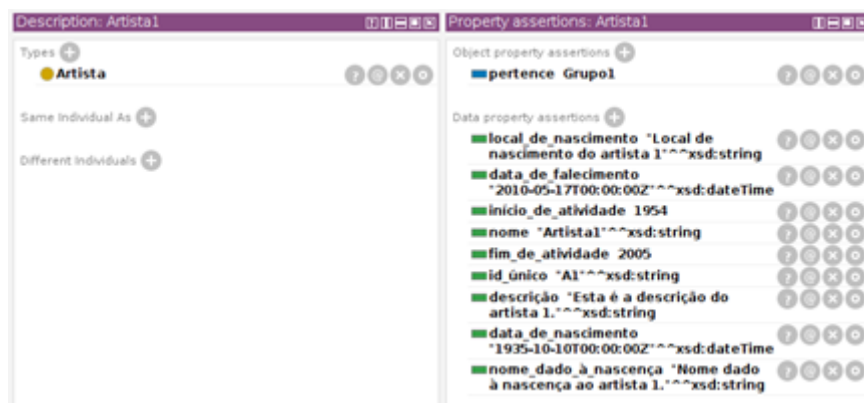 Description: Artista1
Types
Artista
Same Individual As
Different Individuals
Property assertions: Artista1
Object property assertions
pertence Grupo1
Data property assertions
local_de_nascimento "Local de
nascimento do artista 1"^^xsd:string
data_de_falecimento
"2010-05-17T00:00:00Z"^^xsd:dateTime
início_de_atividade 1954
nome "Artista1"^^xsd:string
fim_de_atividade 2005
id_único "A1"^^xsd:string
descrição "Esta é a descrição do
artista 1."^^xsd:string
data_de_nascimento
"1935-10-10T00:00:00Z"^^xsd:dateTime
nome_dado_à_nascença "Nome dado
à nascença ao artista 1."^^xsd:string